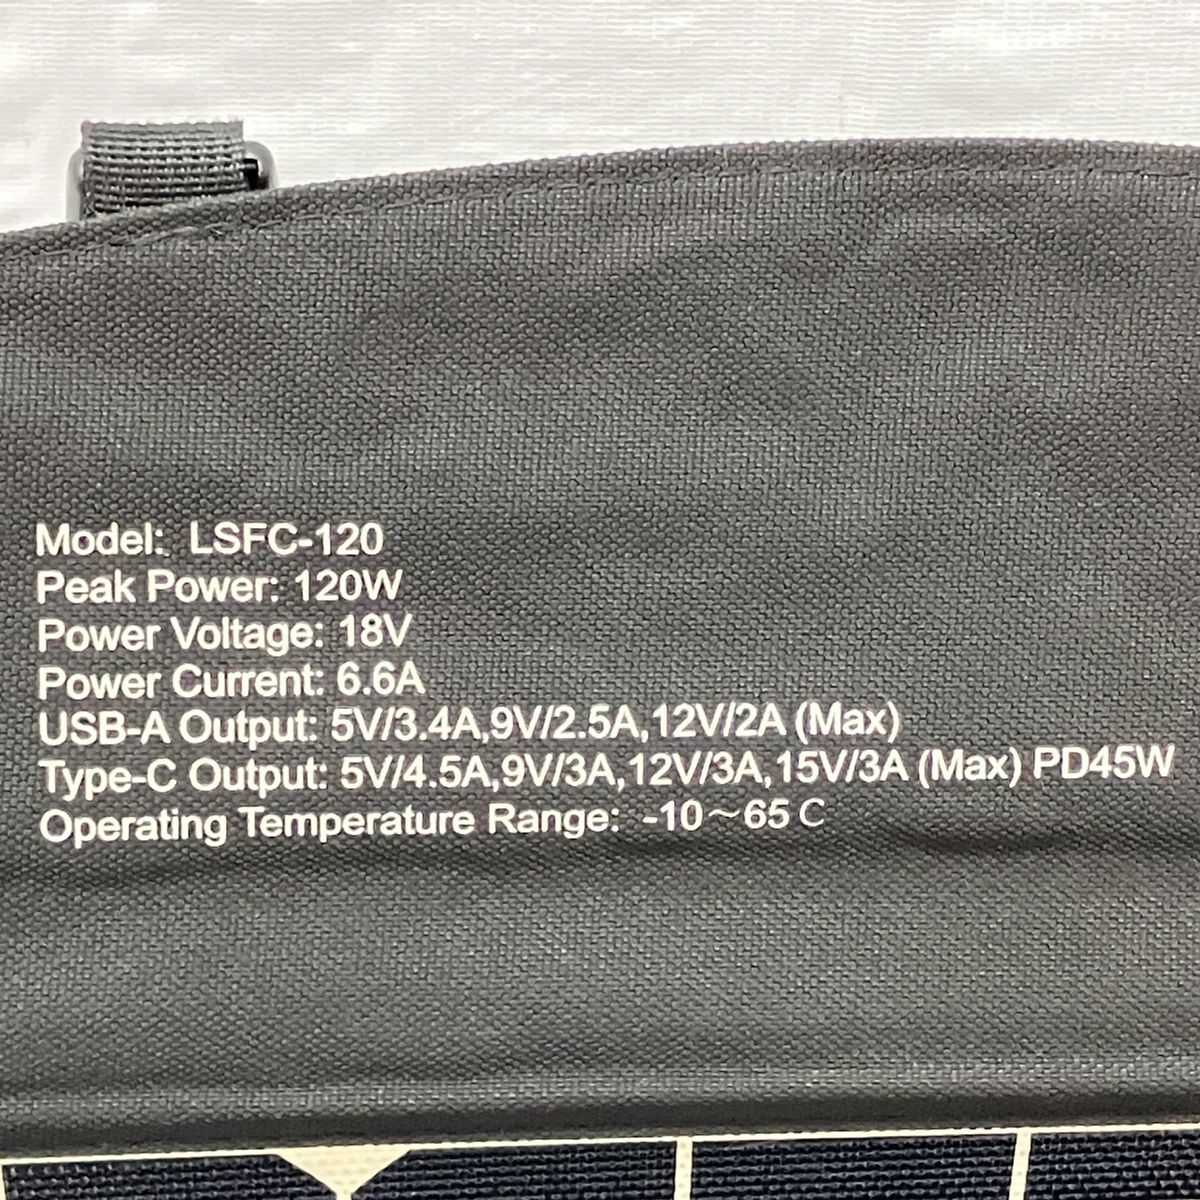 Model: LSFC-120
Peak Power: 120W
Power Voltage: 18V
Power Current: 6.6A
USB-A Output: 5V/3.4A,9V/2.5A,12V/2A (Max)
Type-C Output: 5V/4.5A,9V/3A,12V/3A,15V/3A (Max) PD45W
Operating Temperature Range: -10～65C